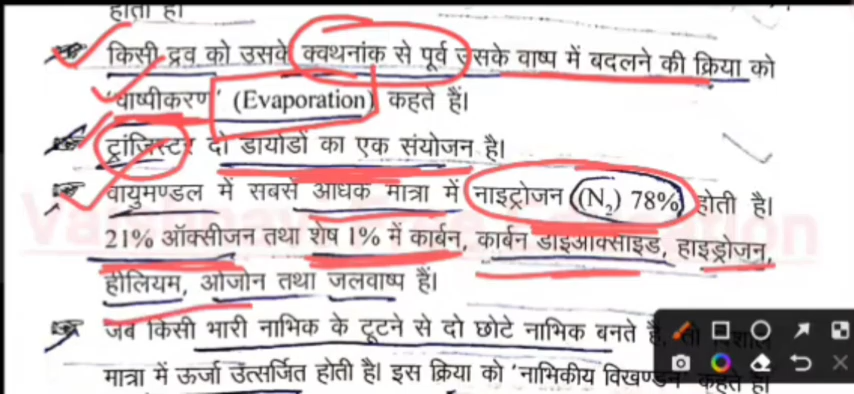 होता है।
किसी द्रव को उसके क्वथनांक से पूर्व उसके वाष्प में बदलने की क्रिया को
'वाष्पीकरण' (Evaporation) कहते हैं।
ट्रांजिस्टर दो डायोडों का एक संयोजन है।
वायुमण्डल में सबसे अधिक मात्रा में नाइट्रोजन (N₂) 78% होती है।
21% ऑक्सीजन तथा शेष 1% में कार्बन, कार्बन डाइऑक्साइड, हाइड्रोजन,
हीलियम, ओजोन तथा जलवाष्प हैं।
जब किसी भारी नाभिक के टूटने से दो छोटे नाभिक बनते हैं, तो विशाल
मात्रा में ऊर्जा उत्सर्जित होती है। इस क्रिया को 'नाभिकीय विखण्डन' कहते हैं।